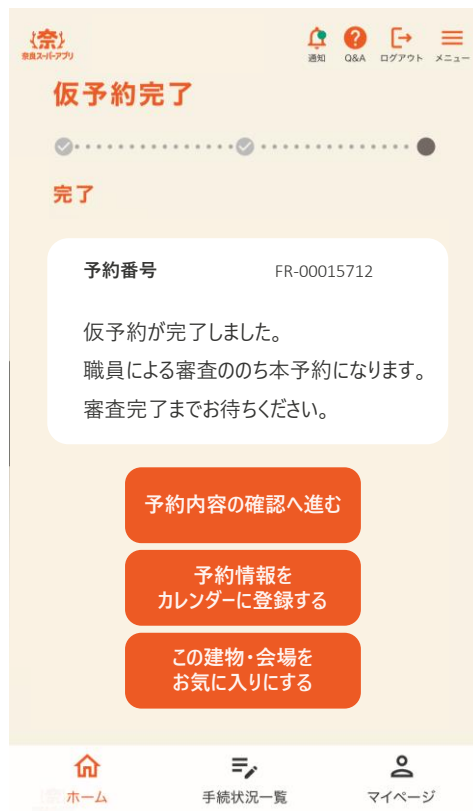 {奈}
奈良スーパーアプリ
通知 Q&A ログアウト メニュー
仮予約完了
完了
予約番号 FR-00015712
仮予約が完了しました。
職員による審査ののち本予約になります。
審査完了までお待ちください。
予約内容の確認へ進む
予約情報を
カレンダーに登録する
この建物・会場を
お気に入りにする
ホーム 手続状況一覧 マイページ